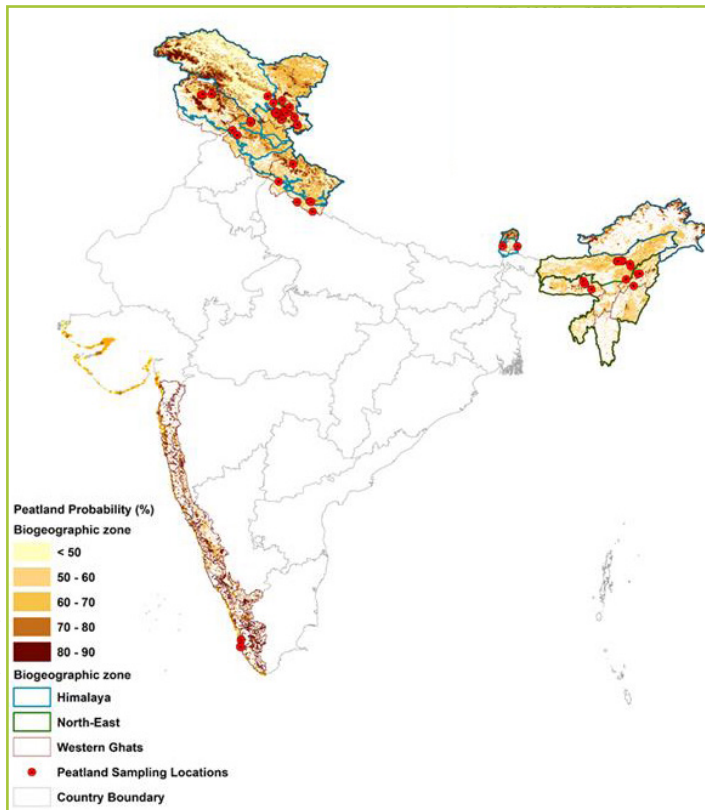 Peatland Probability (%)
Biogeographic zone
< 50
50 - 60
60 - 70
70 - 80
80 - 90
Biogeographic zone
Himalaya
North-East
Western Ghats
Peatland Sampling Locations
Country Boundary